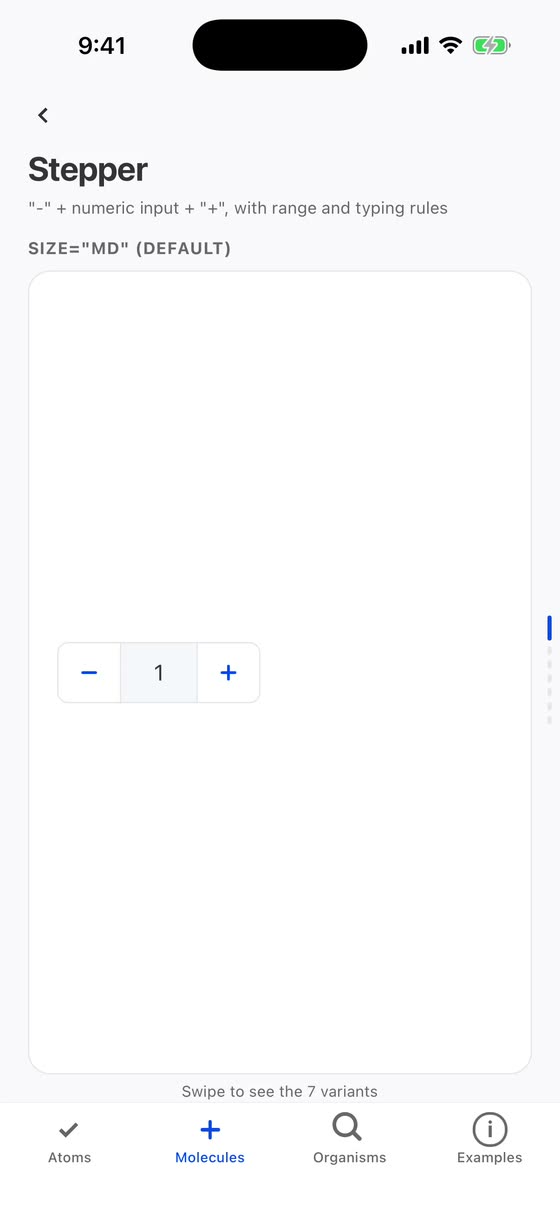 9:41
Stepper
"-" + numeric input + "+", with range and typing rules
SIZE="MD" (DEFAULT)
− 1 +
Swipe to see the 7 variants
Atoms Molecules Organisms Examples